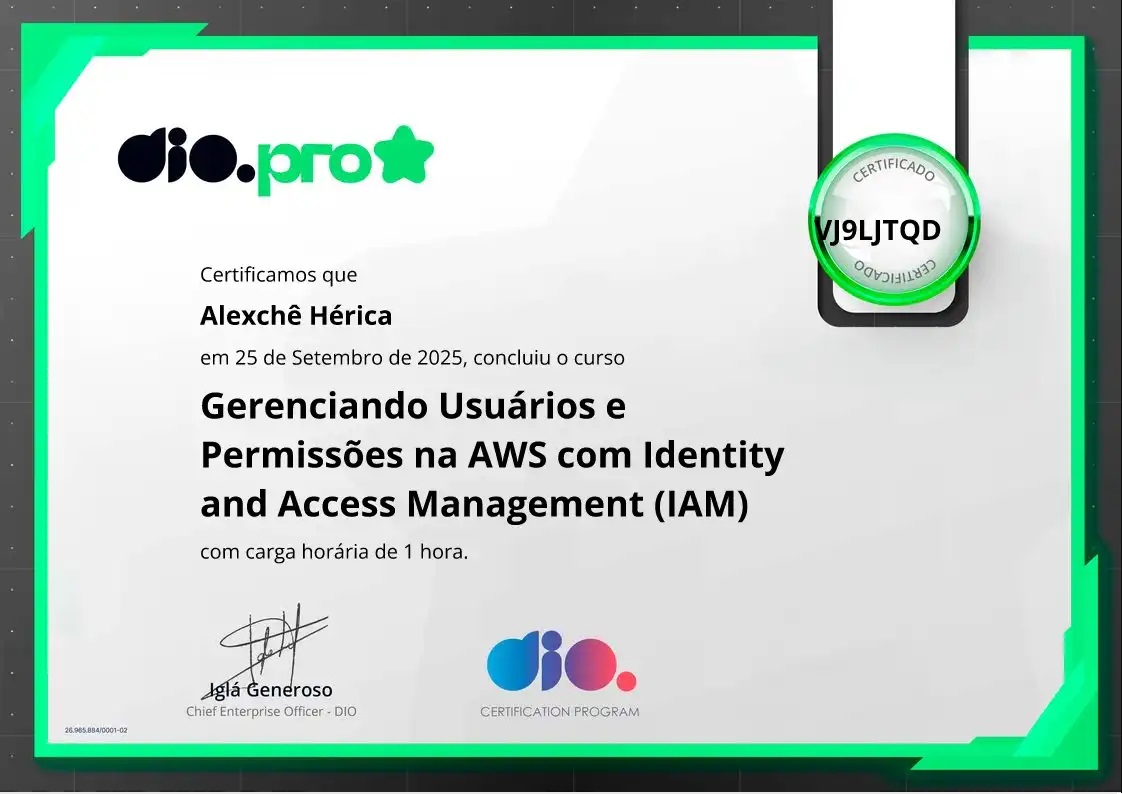 dio.pro
CERTIFICADO
VJ9LJTQD
CERTIFICADO
Certificamos que
Alexchê Hérica
em 25 de Setembro de 2025, concluiu o curso
Gerenciando Usuários e
Permissões na AWS com Identity
and Access Management (IAM)
com carga horária de 1 hora.
Iglá Generoso
Chief Enterprise Officer - DIO
dio.
CERTIFICATION PROGRAM
26.965.884/0001-02